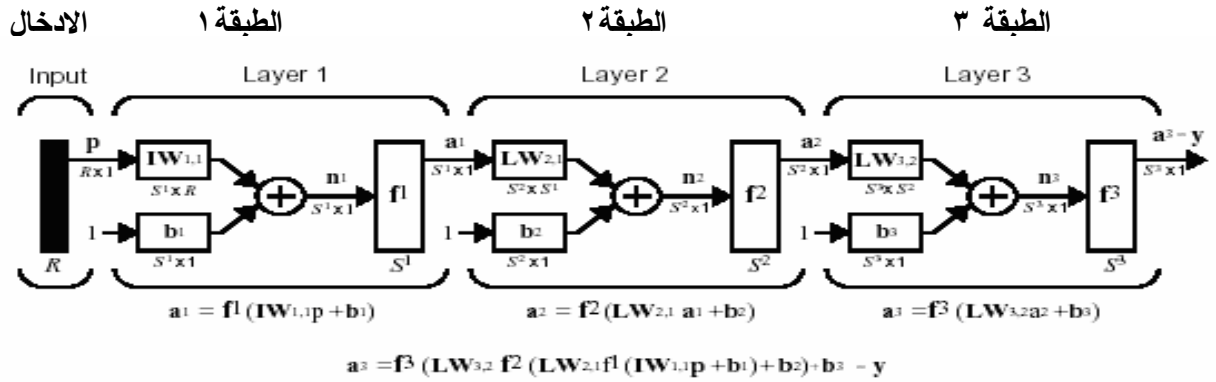 الادخال الطبقة ١ الطبقة ٢ الطبقة ٣
Input Layer 1 Layer 2 Layer 3
p a1 a2 a3 - y
IW1,1 LW2,1 LW3,2
R x 1 S1 x 1 S2 x 1 S3 x 1
S1 x R n1 S2 x S1 n2 S3 x S2 n3
f1 f2 f3
S1 x 1 S2 x 1 S3 x 1
1 b1 1 b2 1 b3
R S1 x 1 S1 S2 x 1 S2 S3 x 1 S3
a1 = f1 (IW1,1p +b1) a2 = f2 (LW2,1 a1 +b2) a3 =f3 (LW3,2a2 +b3)
a3 =f3 (LW3,2 f2 (LW2,1f1 (IW1,1p +b1)+b2)+b3 - y